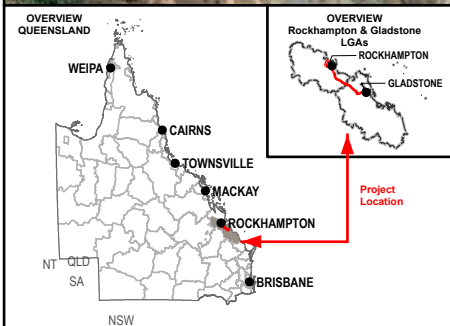 OVERVIEW
QUEENSLAND
WEIPA
CAIRNS
TOWNSVILLE
MACKAY
ROCKHAMPTON
BRISBANE
NT QLD
SA
NSW
OVERVIEW
Rockhampton & Gladstone
LGAs
ROCKHAMPTON
GLADSTONE
Project
Location